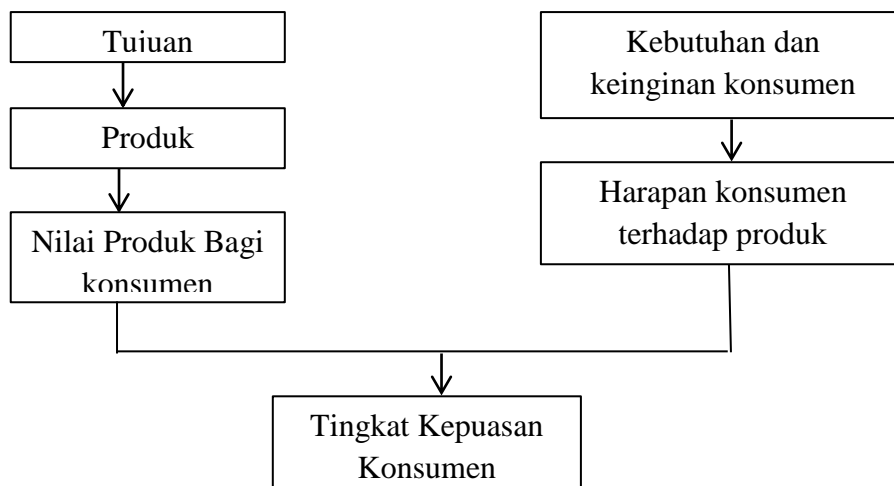 Tujuan
Produk
Nilai Produk Bagi
konsumen
Kebutuhan dan
keinginan konsumen
Harapan konsumen
terhadap produk
Tingkat Kepuasan
Konsumen